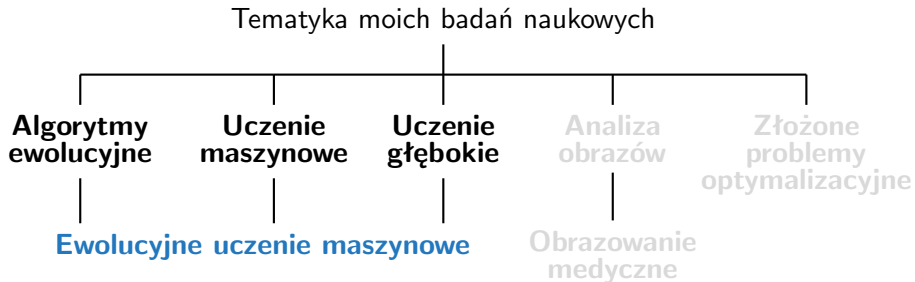 Tematyka moich badań naukowych
Algorytmy
ewolucyjne
Uczenie
maszynowe
Uczenie
głębokie
Analiza
obrazów
Złożone
problemy
optymalizacyjne
Ewolucyjne uczenie maszynowe
Obrazowanie
medyczne